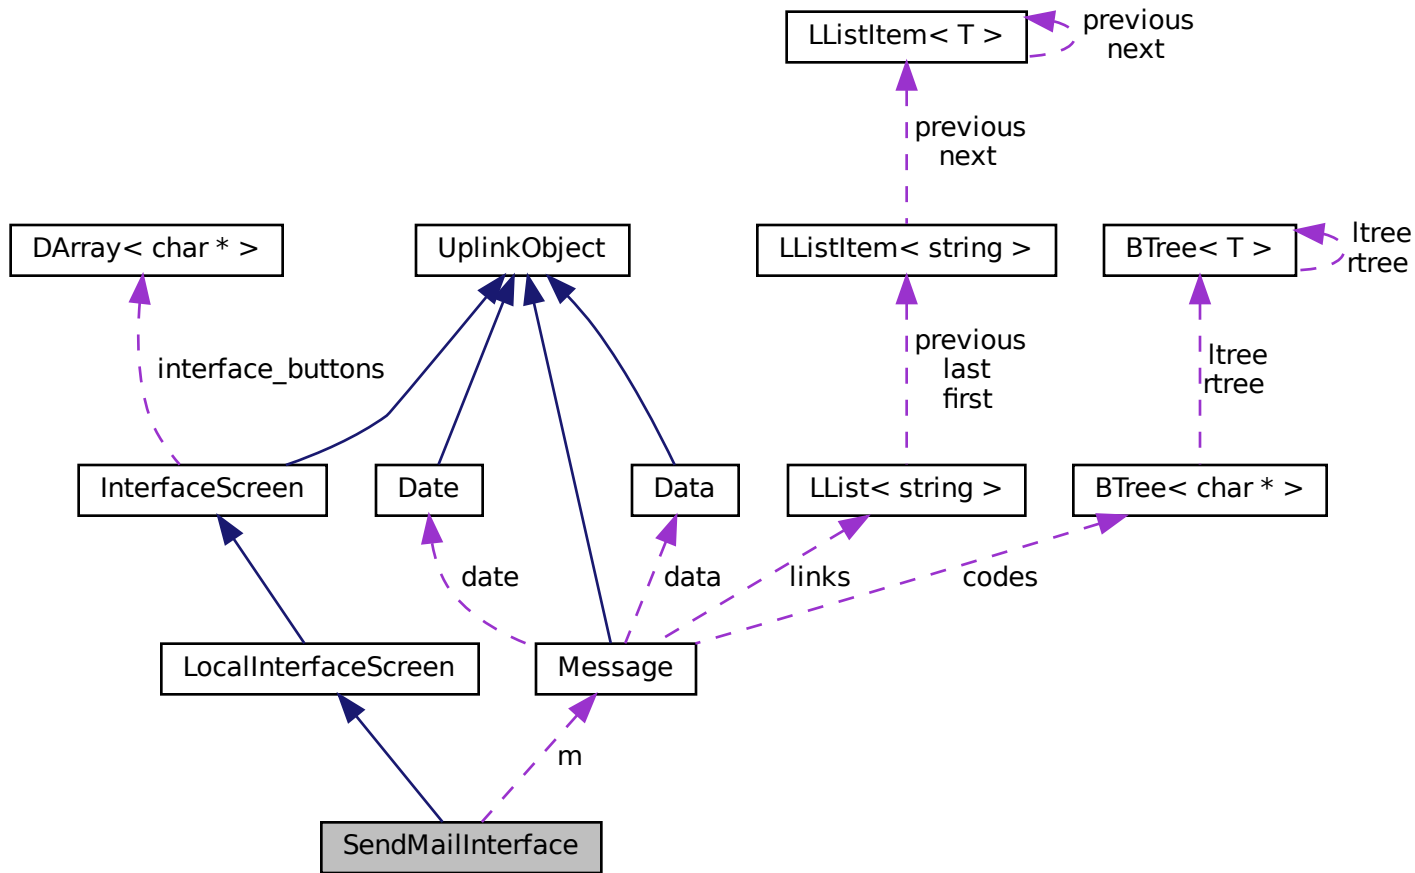 LListItem< T >
previous
next
previous
next
DArray< char * >
UplinkObject
LListItem< string >
BTree< T >
ltree
rtree
interface_buttons
previous
last
first
ltree
rtree
InterfaceScreen
Date
Data
LList< string >
BTree< char * >
date
data
links
codes
LocalInterfaceScreen
Message
m
SendMailInterface